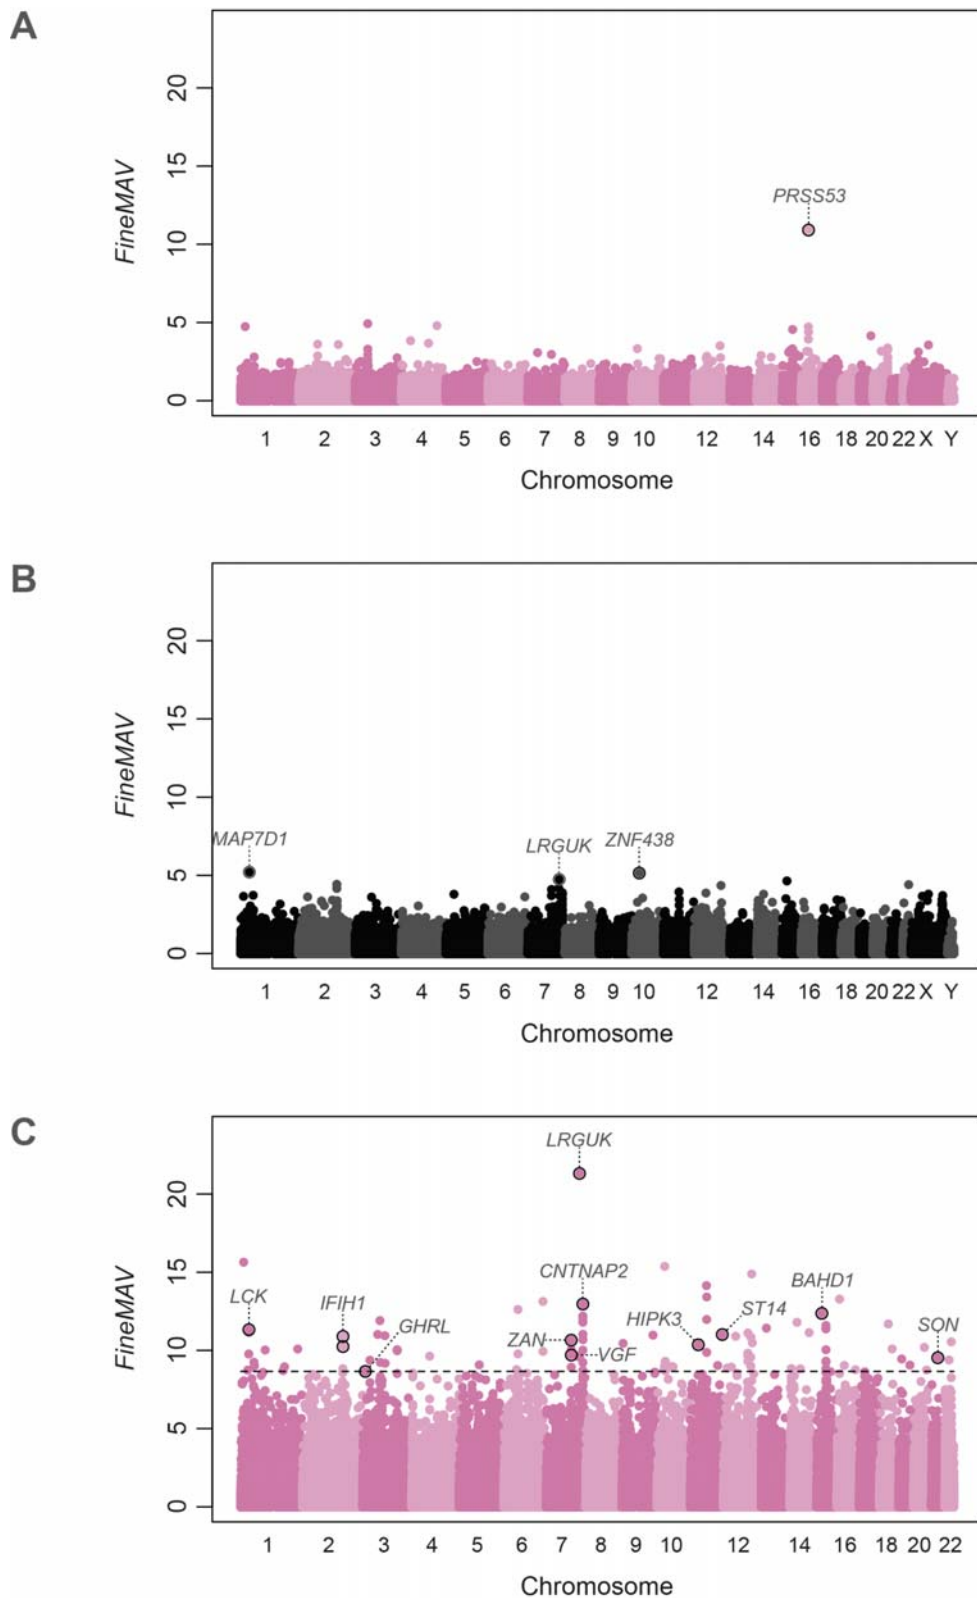 A
FineMAV
20
15
10
5
0
PRSS53
1 2 3 4 5 6 7 8 9 10 12 14 16 18 20 22 X Y
Chromosome
B
FineMAV
20
15
10
5
0
MAP7D1
LRGUK
ZNF438
1 2 3 4 5 6 7 8 9 10 12 14 16 18 20 22 X Y
Chromosome
C
FineMAV
20
15
10
5
0
LRGUK
CNTNAP2
BAHD1
LCK
IFIH1
GHRL
HIPK3
ST14
SON
ZAN
VGF
1 2 3 4 5 6 7 8 9 10 12 14 16 18 20 22
Chromosome